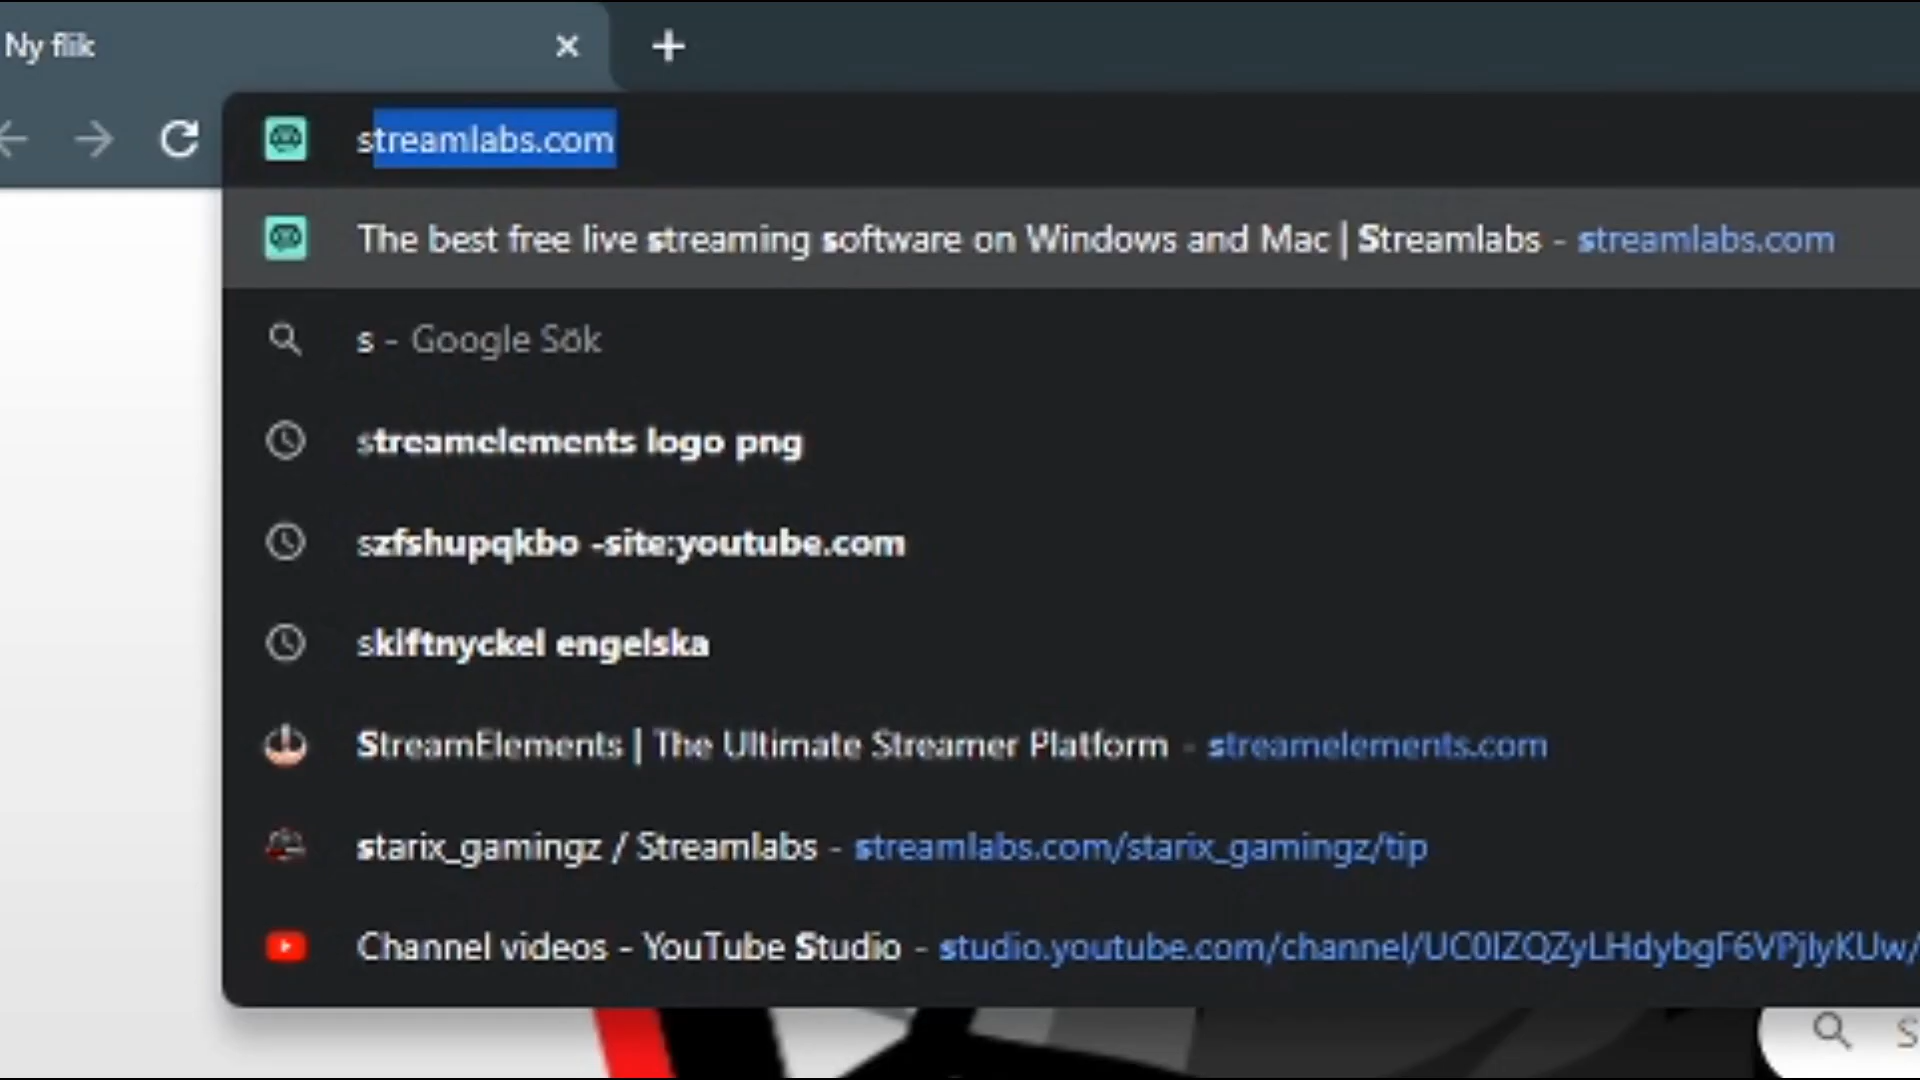 Ny flik
streamlabs.com
The best free live streaming software on Windows and Mac | Streamlabs - streamlabs.com
s - Google Sök
streamelements logo png
szfshupqkbo -site:youtube.com
skiftnyckel engelska
StreamElements | The Ultimate Streamer Platform - streamelements.com
starix_gamingz / Streamlabs - streamlabs.com/starix_gamingz/tip
Channel videos - YouTube Studio - studio.youtube.com/channel/UC0lZQZyLHdybgF6VPjlyKUw/
S